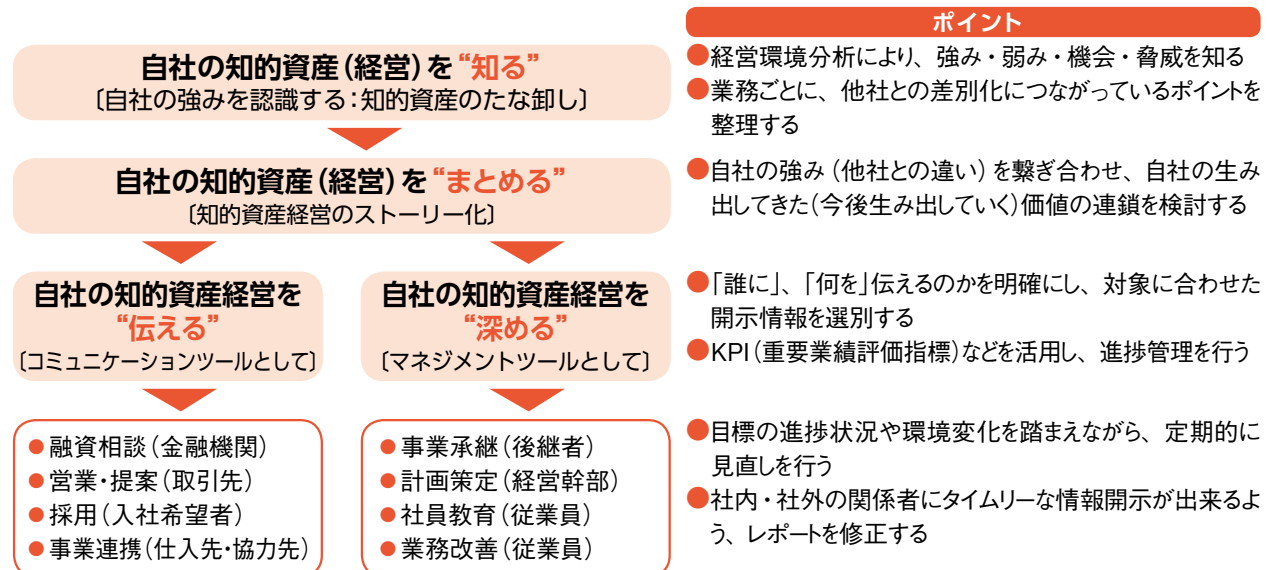 自社の知的資産(経営)を“知る”
〔自社の強みを認識する:知的資産のたな卸し〕
自社の知的資産(経営)を“まとめる”
〔知的資産経営のストーリー化〕
自社の知的資産経営を
“伝える”
〔コミュニケーションツールとして〕
自社の知的資産経営を
“深める”
〔マネジメントツールとして〕
●融資相談(金融機関)
●営業・提案(取引先)
●採用(入社希望者)
●事業連携(仕入先・協力先)
●事業承継(後継者)
●計画策定(経営幹部)
●社員教育(従業員)
●業務改善(従業員)
ポイント
●経営環境分析により、強み・弱み・機会・脅威を知る
●業務ごとに、他社との差別化につながっているポイントを
整理する
●自社の強み(他社との違い)を繋ぎ合わせ、自社の生み
出してきた(今後生み出していく)価値の連鎖を検討する
●「誰に」、「何を」伝えるのかを明確にし、対象に合わせた
開示情報を選別する
●KPI(重要業績評価指標)などを活用し、進捗管理を行う
●目標の進捗状況や環境変化を踏まえながら、定期的に
見直しを行う
●社内・社外の関係者にタイムリーな情報開示が出来るよ
う、レポートを修正する